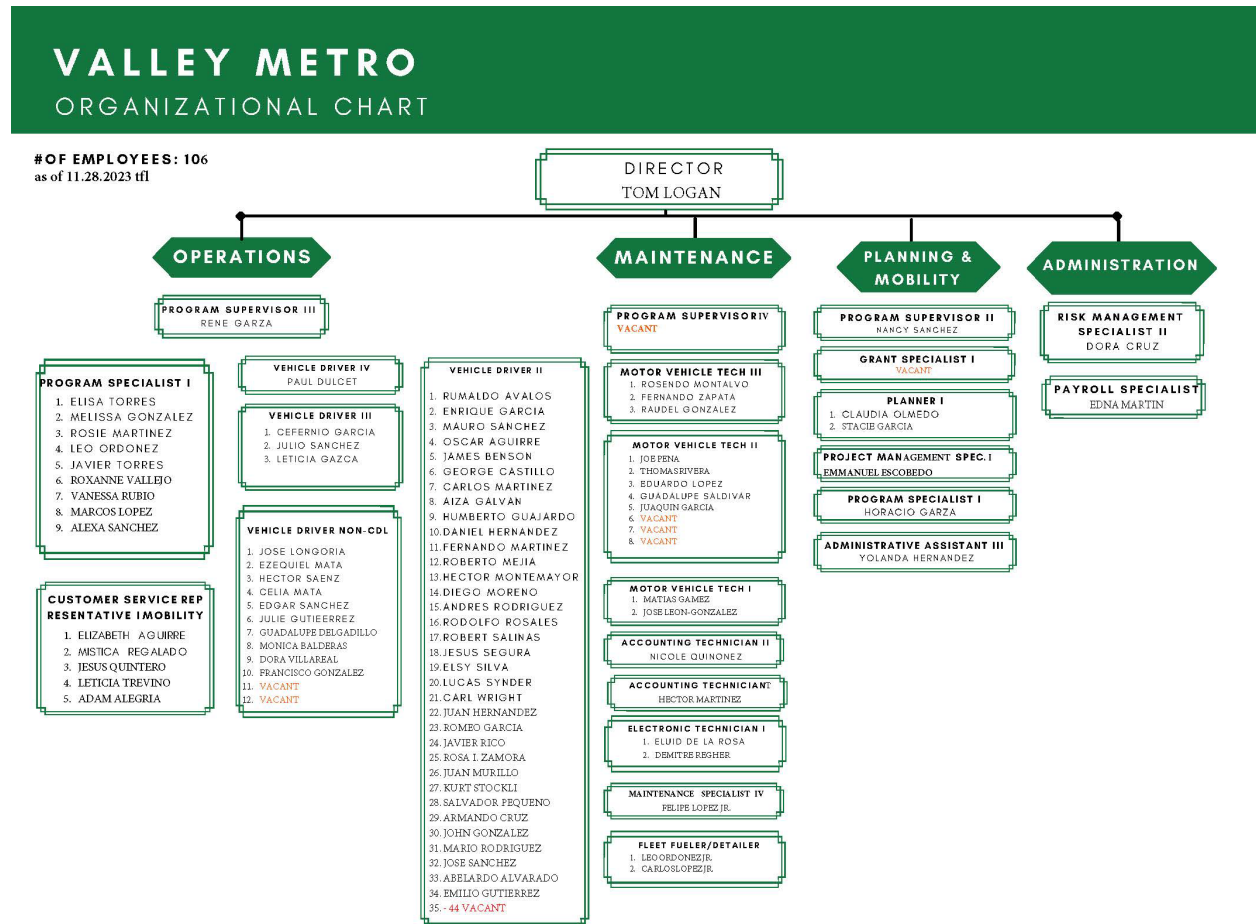 VALLEY METRO
ORGANIZATIONAL CHART
#OF EMPLOYEES: 106
as of 11.28.2023 tfl
DIRECTOR
TOM LOGAN
OPERATIONS
PROGRAM SUPERVISOR III
RENE GARZA
PROGRAM SPECIALIST I
1. ELISA TORRES
2. MELISSA GONZALEZ
3. ROSIE MARTINEZ
4. LEO ORDONEZ
5. JAVIER TORRES
6. ROXANNE VALLEJO
7. VANESSA RUBIO
8. MARCOS LOPEZ
9. ALEXA SANCHEZ
CUSTOMER SERVICE REP
RESENTATIVE I MOBILITY
1. ELIZABETH AGUIRRE
2. MISTICA REGALADO
3. JESUS QUINTERO
4. LETICIA TREVINO
5. ADAM ALEGRIA
VEHICLE DRIVER IV
PAUL DULCET
VEHICLE DRIVER III
1. CEFERNIO GARCIA
2. JULIO SANCHEZ
3. LETICIA GAZCA
VEHICLE DRIVER NON-CDL
1. JOSE LONGORIA
2. EZEQUIEL MATA
3. HECTOR SAENZ
4. CELIA MATA
5. EDGAR SANCHEZ
6. JULIE GUTIEERREZ
7. GUADALUPE DELGADILLO
8. MONICA BALDERAS
9. DORA VILLAREAL
10. FRANCISCO GONZALEZ
11. VACANT
12. VACANT
VEHICLE DRIVER II
1. RUMALDO AVALOS
2. ENRIQUE GARCIA
3. MAURO SANCHEZ
4. OSCAR AGUIRRE
5. JAMES BENSON
6. GEORGE CASTILLO
7. CARLOS MARTINEZ
8. AIZA GALVAN
9. HUMBERTO GUAJARDO
10. DANIEL HERNANDEZ
11. FERNANDO MARTINEZ
12. ROBERTO MEJIA
13. HECTOR MONTEMAYOR
14. DIEGO MORENO
15. ANDRES RODRIGUEZ
16. RODOLFO ROSALES
17. ROBERT SALINAS
18. JESUS SEGURA
19. ELSY SILVA
20. LUCAS SYNDER
21. CARL WRIGHT
22. JUAN HERNANDEZ
23. ROMEO GARCIA
24. JAVIER RICO
25. ROSA I. ZAMORA
26. JUAN MURILLO
27. KURT STOCKLI
28. SALVADOR PEQUENO
29. ARMANDO CRUZ
30. JOHN GONZALEZ
31. MARIO RODRIGUEZ
32. JOSE SANCHEZ
33. ABELARDO ALVARADO
34. EMILIO GUTIERREZ
35. - 44 VACANT
MAINTENANCE
PROGRAM SUPERVISOR IV
VACANT
MOTOR VEHICLE TECH III
1. ROSENDO MONTALVO
2. FERNANDO ZAPATA
3. RAUDEL GONZALEZ
MOTOR VEHICLE TECH II
1. JOE PENA
2. THOMAS RIVERA
3. EDUARDO LOPEZ
4. GUADALUPE SALDIVAR
5. JUAQUIN GARCIA
6. VACANT
7. VACANT
8. VACANT
MOTOR VEHICLE TECH I
1. MATIAS GAMEZ
2. JOSE LEON-GONZALEZ
ACCOUNTING TECHNICIAN II
NICOLE QUINONEZ
ACCOUNTING TECHNICIAN I
HECTOR MARTINEZ
ELECTRONIC TECHNICIAN I
1. ELUID DE LA ROSA
2. DEMITRE REGHER
MAINTENANCE SPECIALIST IV
FELIPE LOPEZ JR.
FLEET FUELER/DETAILER
1. LEO ORDONEZ JR.
2. CARLOS LOPEZ JR.
PLANNING &
MOBILITY
PROGRAM SUPERVISOR II
NANCY SANCHEZ
GRANT SPECIALIST I
VACANT
PLANNER I
1. CLAUDIA OLMEDO
2. STACIE GARCIA
PROJECT MANAGEMENT SPEC. I
EMMANUEL ESCOBEDO
PROGRAM SPECIALIST I
HORACIO GARZA
ADMINISTRATIVE ASSISTANT III
YOLANDA HERNANDEZ
ADMINISTRATION
RISK MANAGEMENT
SPECIALIST II
DORA CRUZ
PAYROLL SPECIALIST
EDNA MARTIN